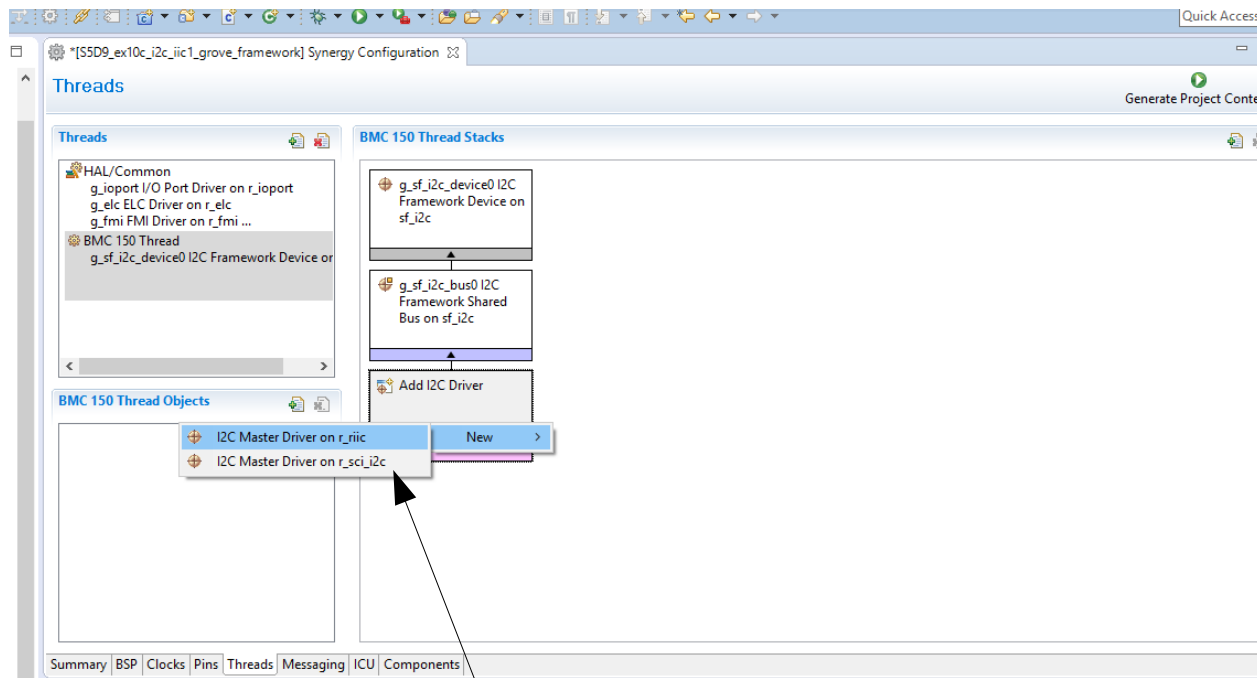 Quick Access
*[S5D9_ex10c_i2c_iic1_grove_framework] Synergy Configuration
Threads
Generate Project Conte
Threads
HAL/Common
g_ioport I/O Port Driver on r_ioport
g_elc ELC Driver on r_elc
g_fmi FMI Driver on r_fmi ...
BMC 150 Thread
g_sf_i2c_device0 I2C Framework Device or
BMC 150 Thread Stacks
g_sf_i2c_device0 I2C
Framework Device on
sf_i2c
g_sf_i2c_bus0 I2C
Framework Shared
Bus on sf_i2c
Add I2C Driver
New
BMC 150 Thread Objects
I2C Master Driver on r_riic
I2C Master Driver on r_sci_i2c
Summary BSP Clocks Pins Threads Messaging ICU Components